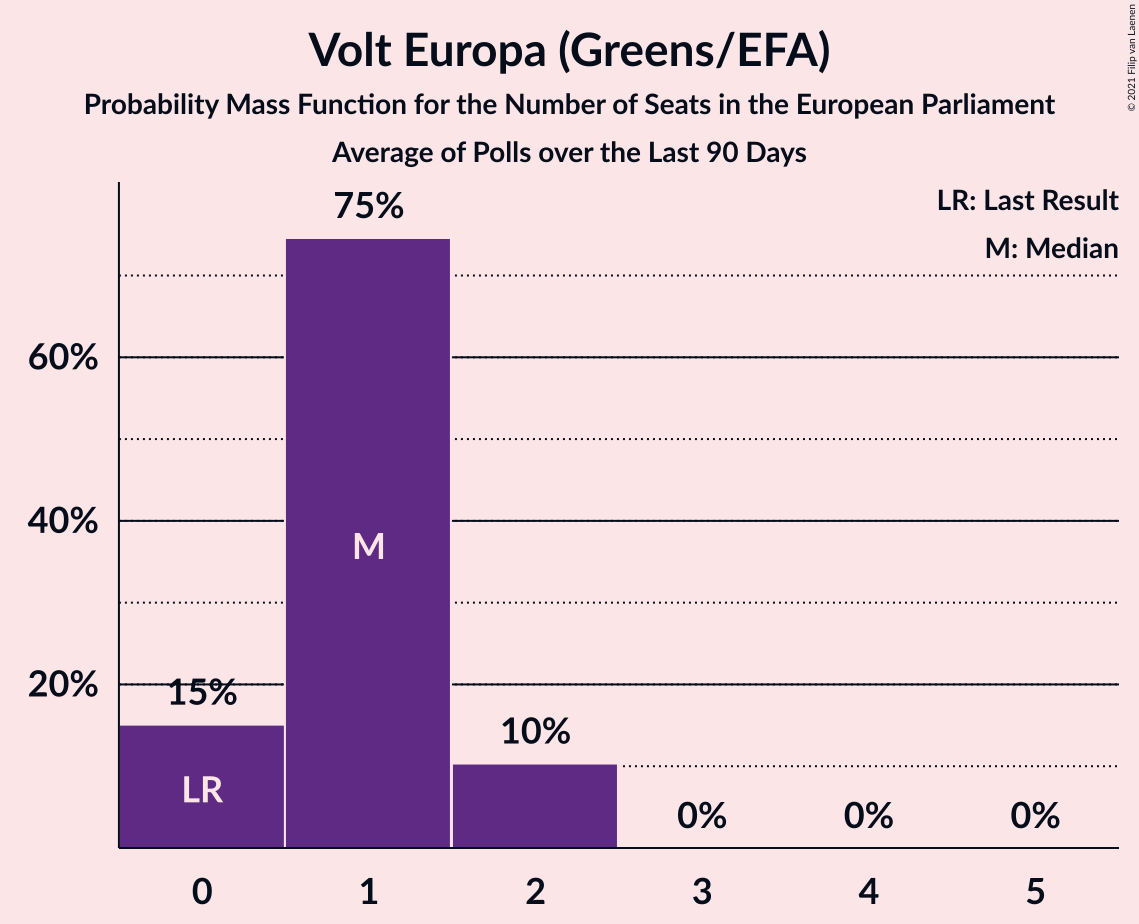 Volt Europa (Greens/EFA)
Probability Mass Function for the Number of Seats in the European Parliament
Average of Polls over the Last 90 Days
© 2021 Filip van Laenen
LR: Last Result
M: Median
75%
60%
40%
M
20%
15%
10%
LR
0%
0%
0%
0
1
2
3
4
5